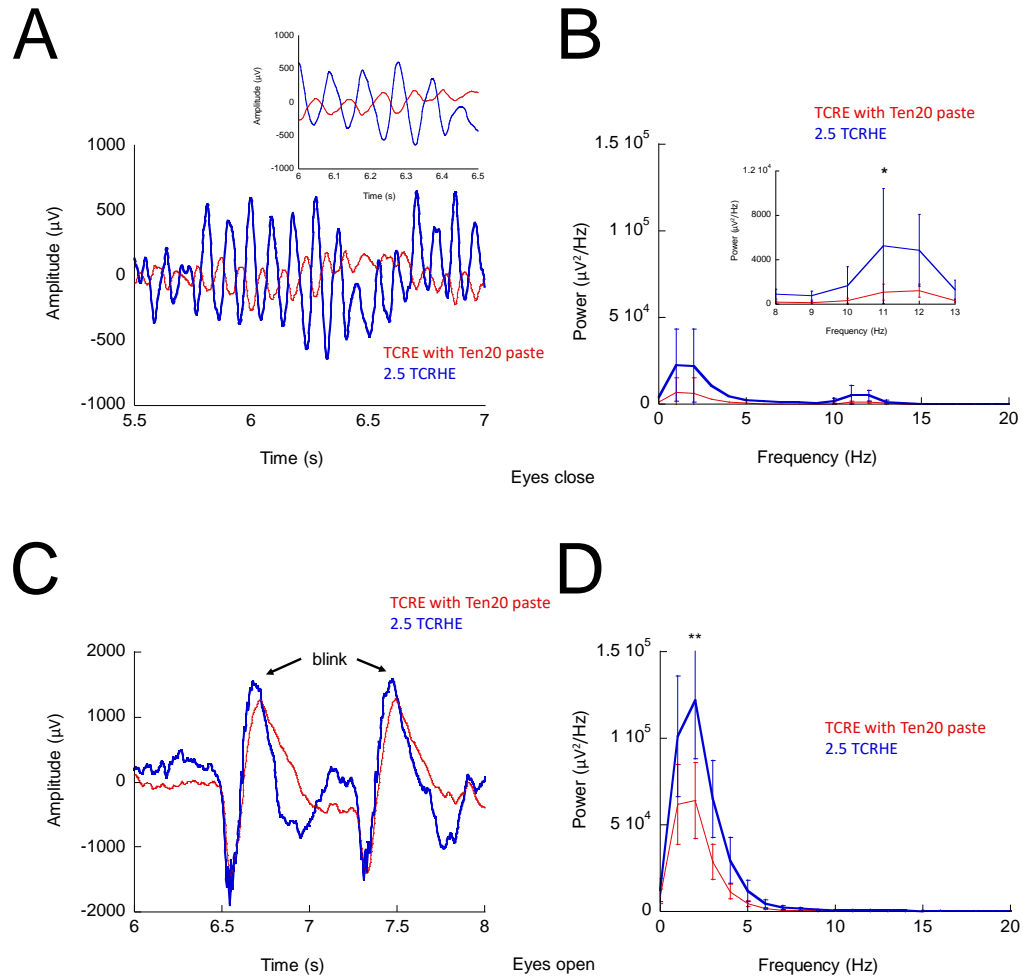 A
1000
500
0
-500
-1000
Amplitude (µV)
6
6.1
6.2
6.3
6.4
6.5
Time (s)
1000
500
0
-500
-1000
Amplitude (µV)
TCRE with Ten20 paste
2.5 TCRHE
5.5
6
6.5
7
Time (s)
B
TCRE with Ten20 paste
2.5 TCRHE
1.5 10⁵
1 10⁵
5 10⁴
0
Power (µV²/Hz)
*
1.2 10⁴
8000
4000
0
Power (µV²/Hz)
8
9
10
11
12
13
Frequency (Hz)
0
5
10
15
20
Frequency (Hz)
Eyes close
C
TCRE with Ten20 paste
2.5 TCRHE
2000
1000
0
-1000
-2000
Amplitude (µV)
blink
6
6.5
7
7.5
8
Time (s)
D
**
1.5 10⁵
1 10⁵
5 10⁴
0
Power (µV²/Hz)
TCRE with Ten20 paste
2.5 TCRHE
0
5
10
15
20
Frequency (Hz)
Eyes open